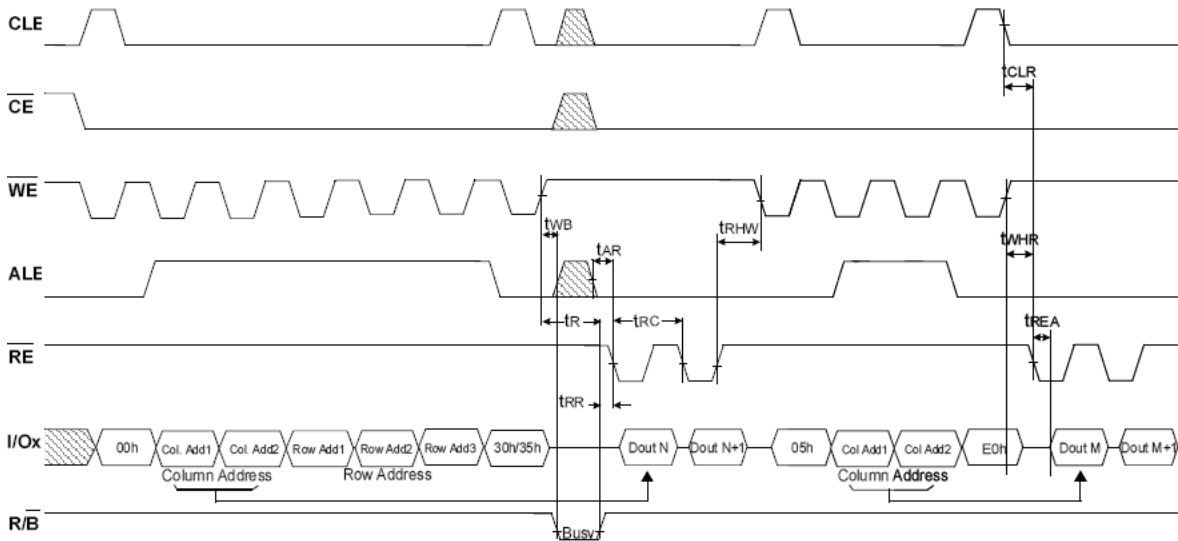 CLE
tCLR
CE
WE
tWB
tAR
tRHW
tWHR
ALE
tR
tRC
tREA
RE
tRR
I/Ox
00h
Col. Add1
Col. Add2
Row Add1
Row Add2
Row Add3
30h/35h
Dout N
Dout N+1
05h
Col Add1
Col Add2
E0h
Dout M
Dout M+1
Column Address
Row Address
Column Address
R/B
Busy